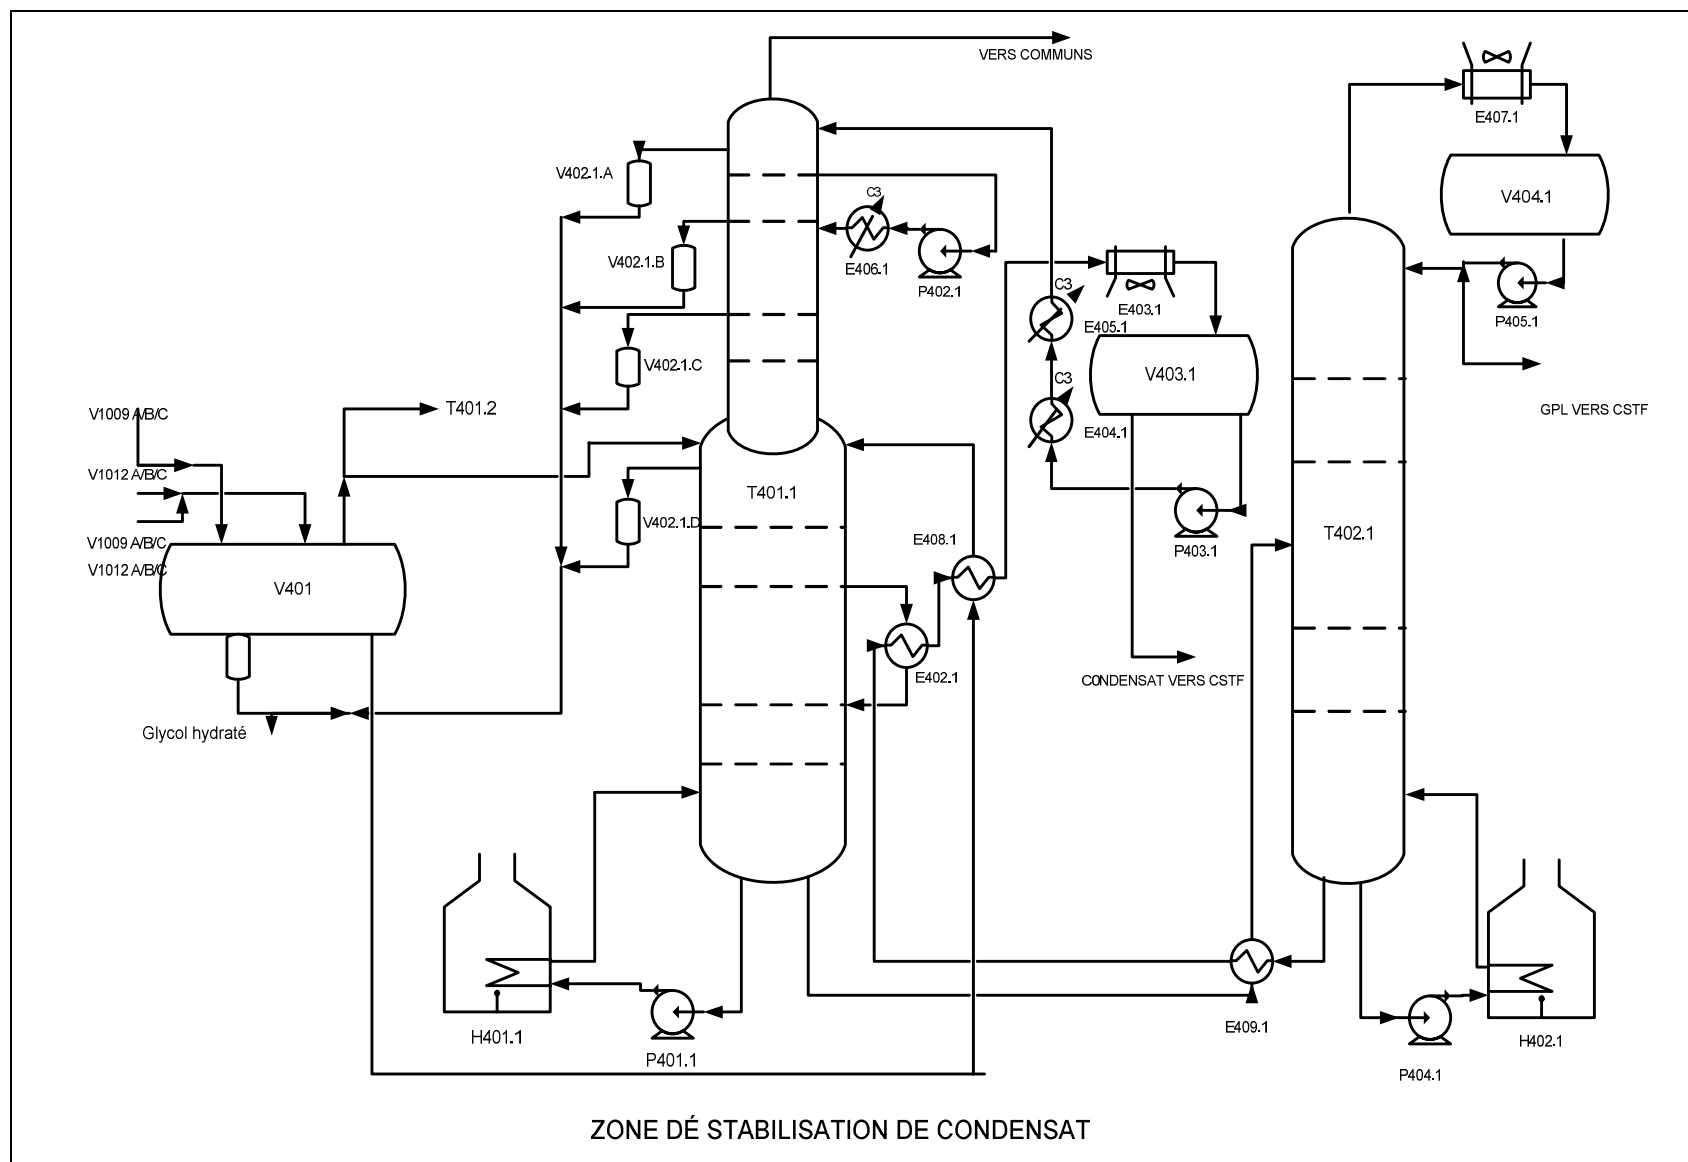 VERS COMMUNS
E407.1
V402.1.A
C3
V404.1
V402.1.B
E406.1
P402.1
C3
E403.1
P405.1
E405.1
V402.1.C
C3
V403.1
V1009 A/B/C
T401.2
GPL VERS CSTF
E404.1
V1012 A/B/C
T401.1
V402.1.D
T402.1
V1009 A/B/C
E408.1
P403.1
V1012 A/B/C
V401
E402.1
CONDENSAT VERS CSTF
Glycol hydraté
E409.1
H401.1
H402.1
P401.1
P404.1
ZONE DÉ STABILISATION DE CONDENSAT